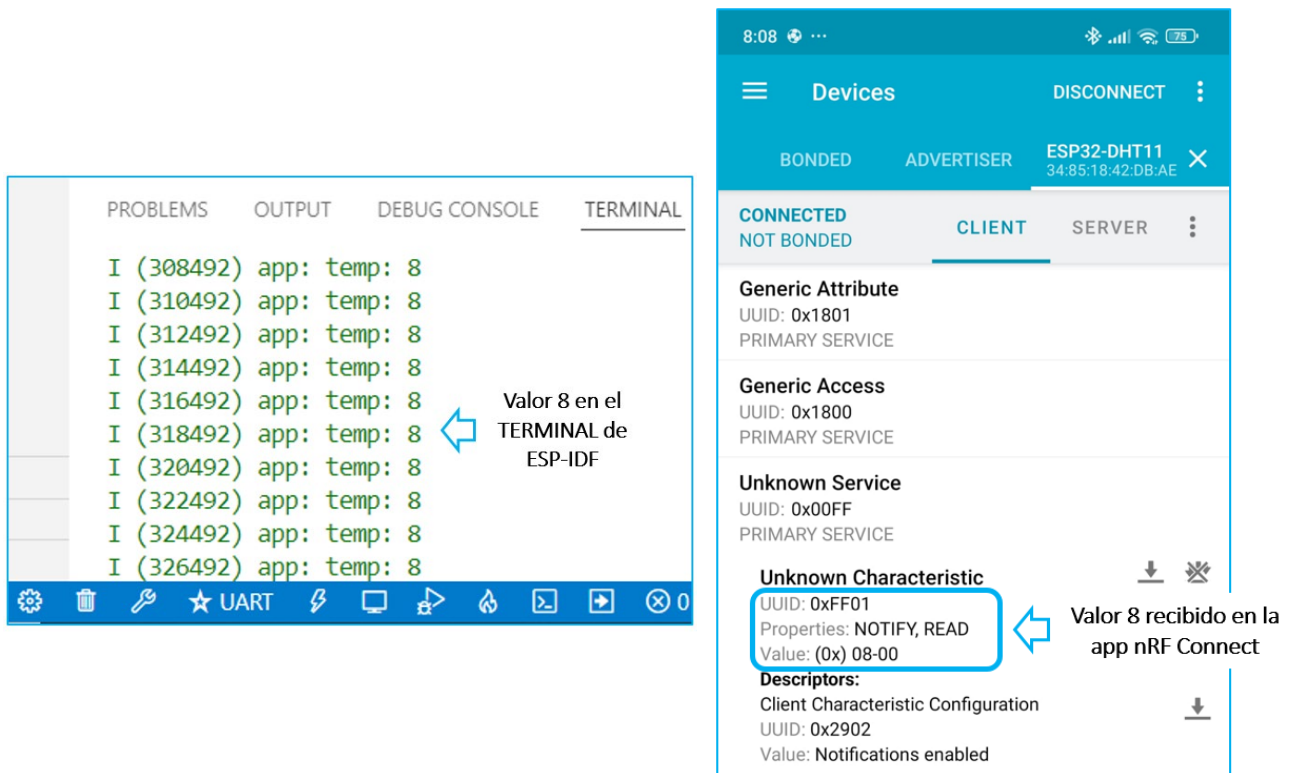 PROBLEMS OUTPUT DEBUG CONSOLE TERMINAL
I (308492) app: temp: 8
I (310492) app: temp: 8
I (312492) app: temp: 8
I (314492) app: temp: 8
I (316492) app: temp: 8
I (318492) app: temp: 8
I (320492) app: temp: 8
I (322492) app: temp: 8
I (324492) app: temp: 8
I (326492) app: temp: 8
UART 0
Valor 8 en el
TERMINAL de
ESP-IDF
8:08 ... 75
Devices DISCONNECT
BONDED ADVERTISER ESP32-DHT11
34:85:18:42:DB:AE
CONNECTED
NOT BONDED
CLIENT SERVER
Generic Attribute
UUID: 0x1801
PRIMARY SERVICE
Generic Access
UUID: 0x1800
PRIMARY SERVICE
Unknown Service
UUID: 0x00FF
PRIMARY SERVICE
Unknown Characteristic
UUID: 0xFF01
Properties: NOTIFY, READ
Value: (0x) 08-00
Descriptors:
Client Characteristic Configuration
UUID: 0x2902
Value: Notifications enabled
Valor 8 recibido en la
app nRF Connect